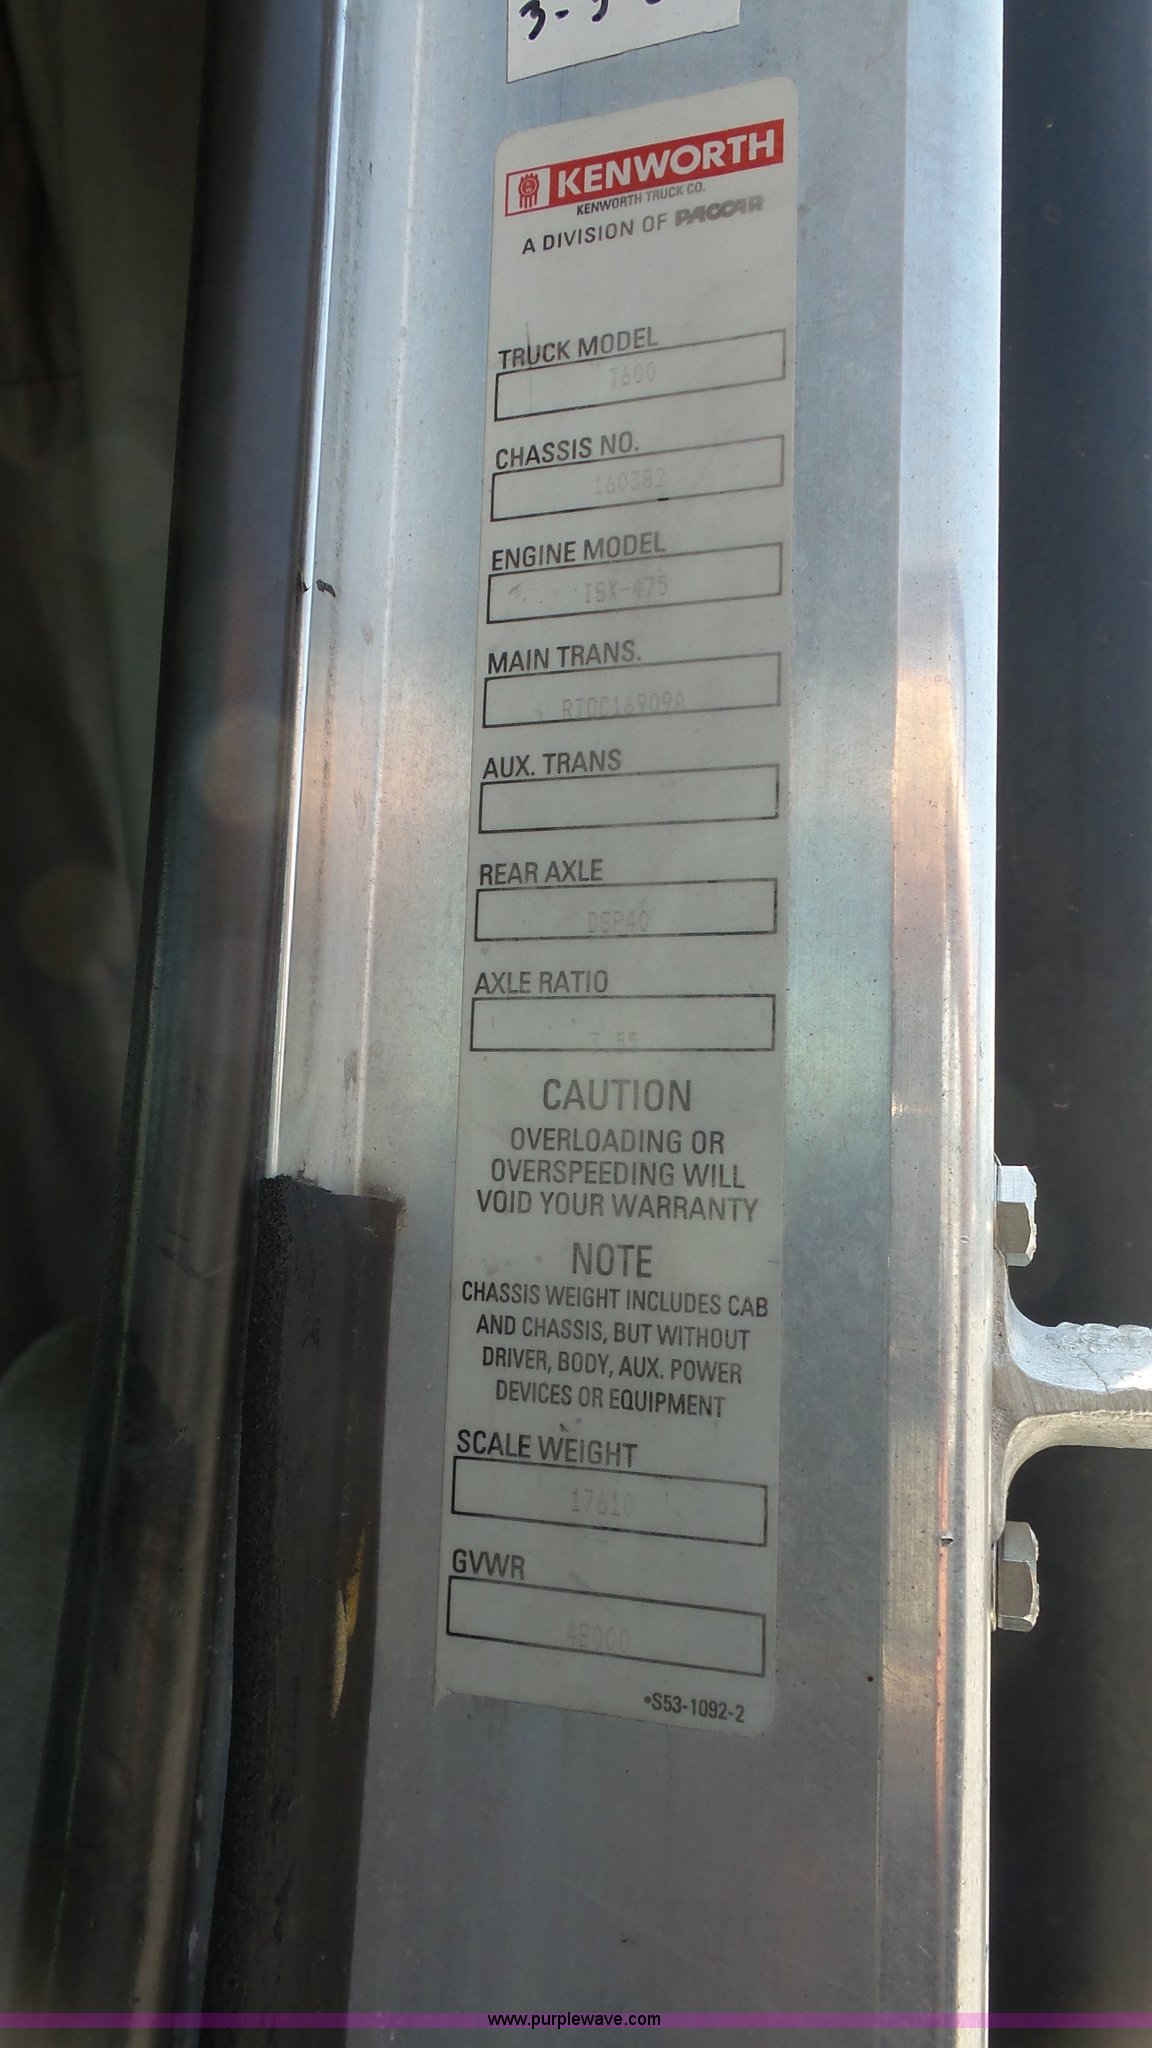 KENWORTH
KENWORTH TRUCK CO.
A DIVISION OF PACCAR
TRUCK MODEL
T600
CHASSIS NO.
160382
ENGINE MODEL
ISX-475
MAIN TRANS.
RTOC16909A
AUX. TRANS
REAR AXLE
DSP40
AXLE RATIO
3.55
CAUTION
OVERLOADING OR
OVERSPEEDING WILL
VOID YOUR WARRANTY
NOTE
CHASSIS WEIGHT INCLUDES CAB
AND CHASSIS, BUT WITHOUT
DRIVER, BODY, AUX. POWER
DEVICES OR EQUIPMENT
SCALE WEIGHT
17610
GVWR
48000
•S53-1092-2
www.purplewave.com